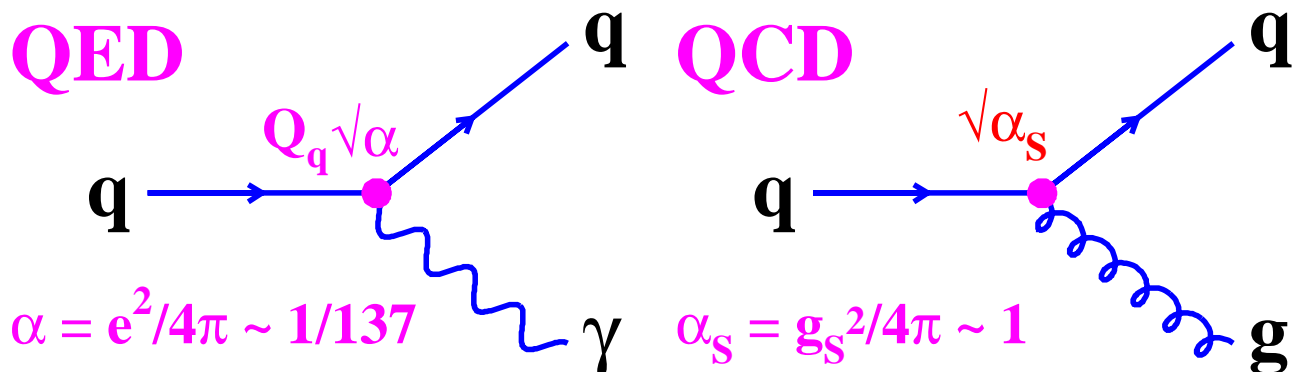 QED
q
Q_q √α
q
α = e²/4π ~ 1/137
γ
QCD
q
√α_S
q
α_S = g_S²/4π ~ 1
g